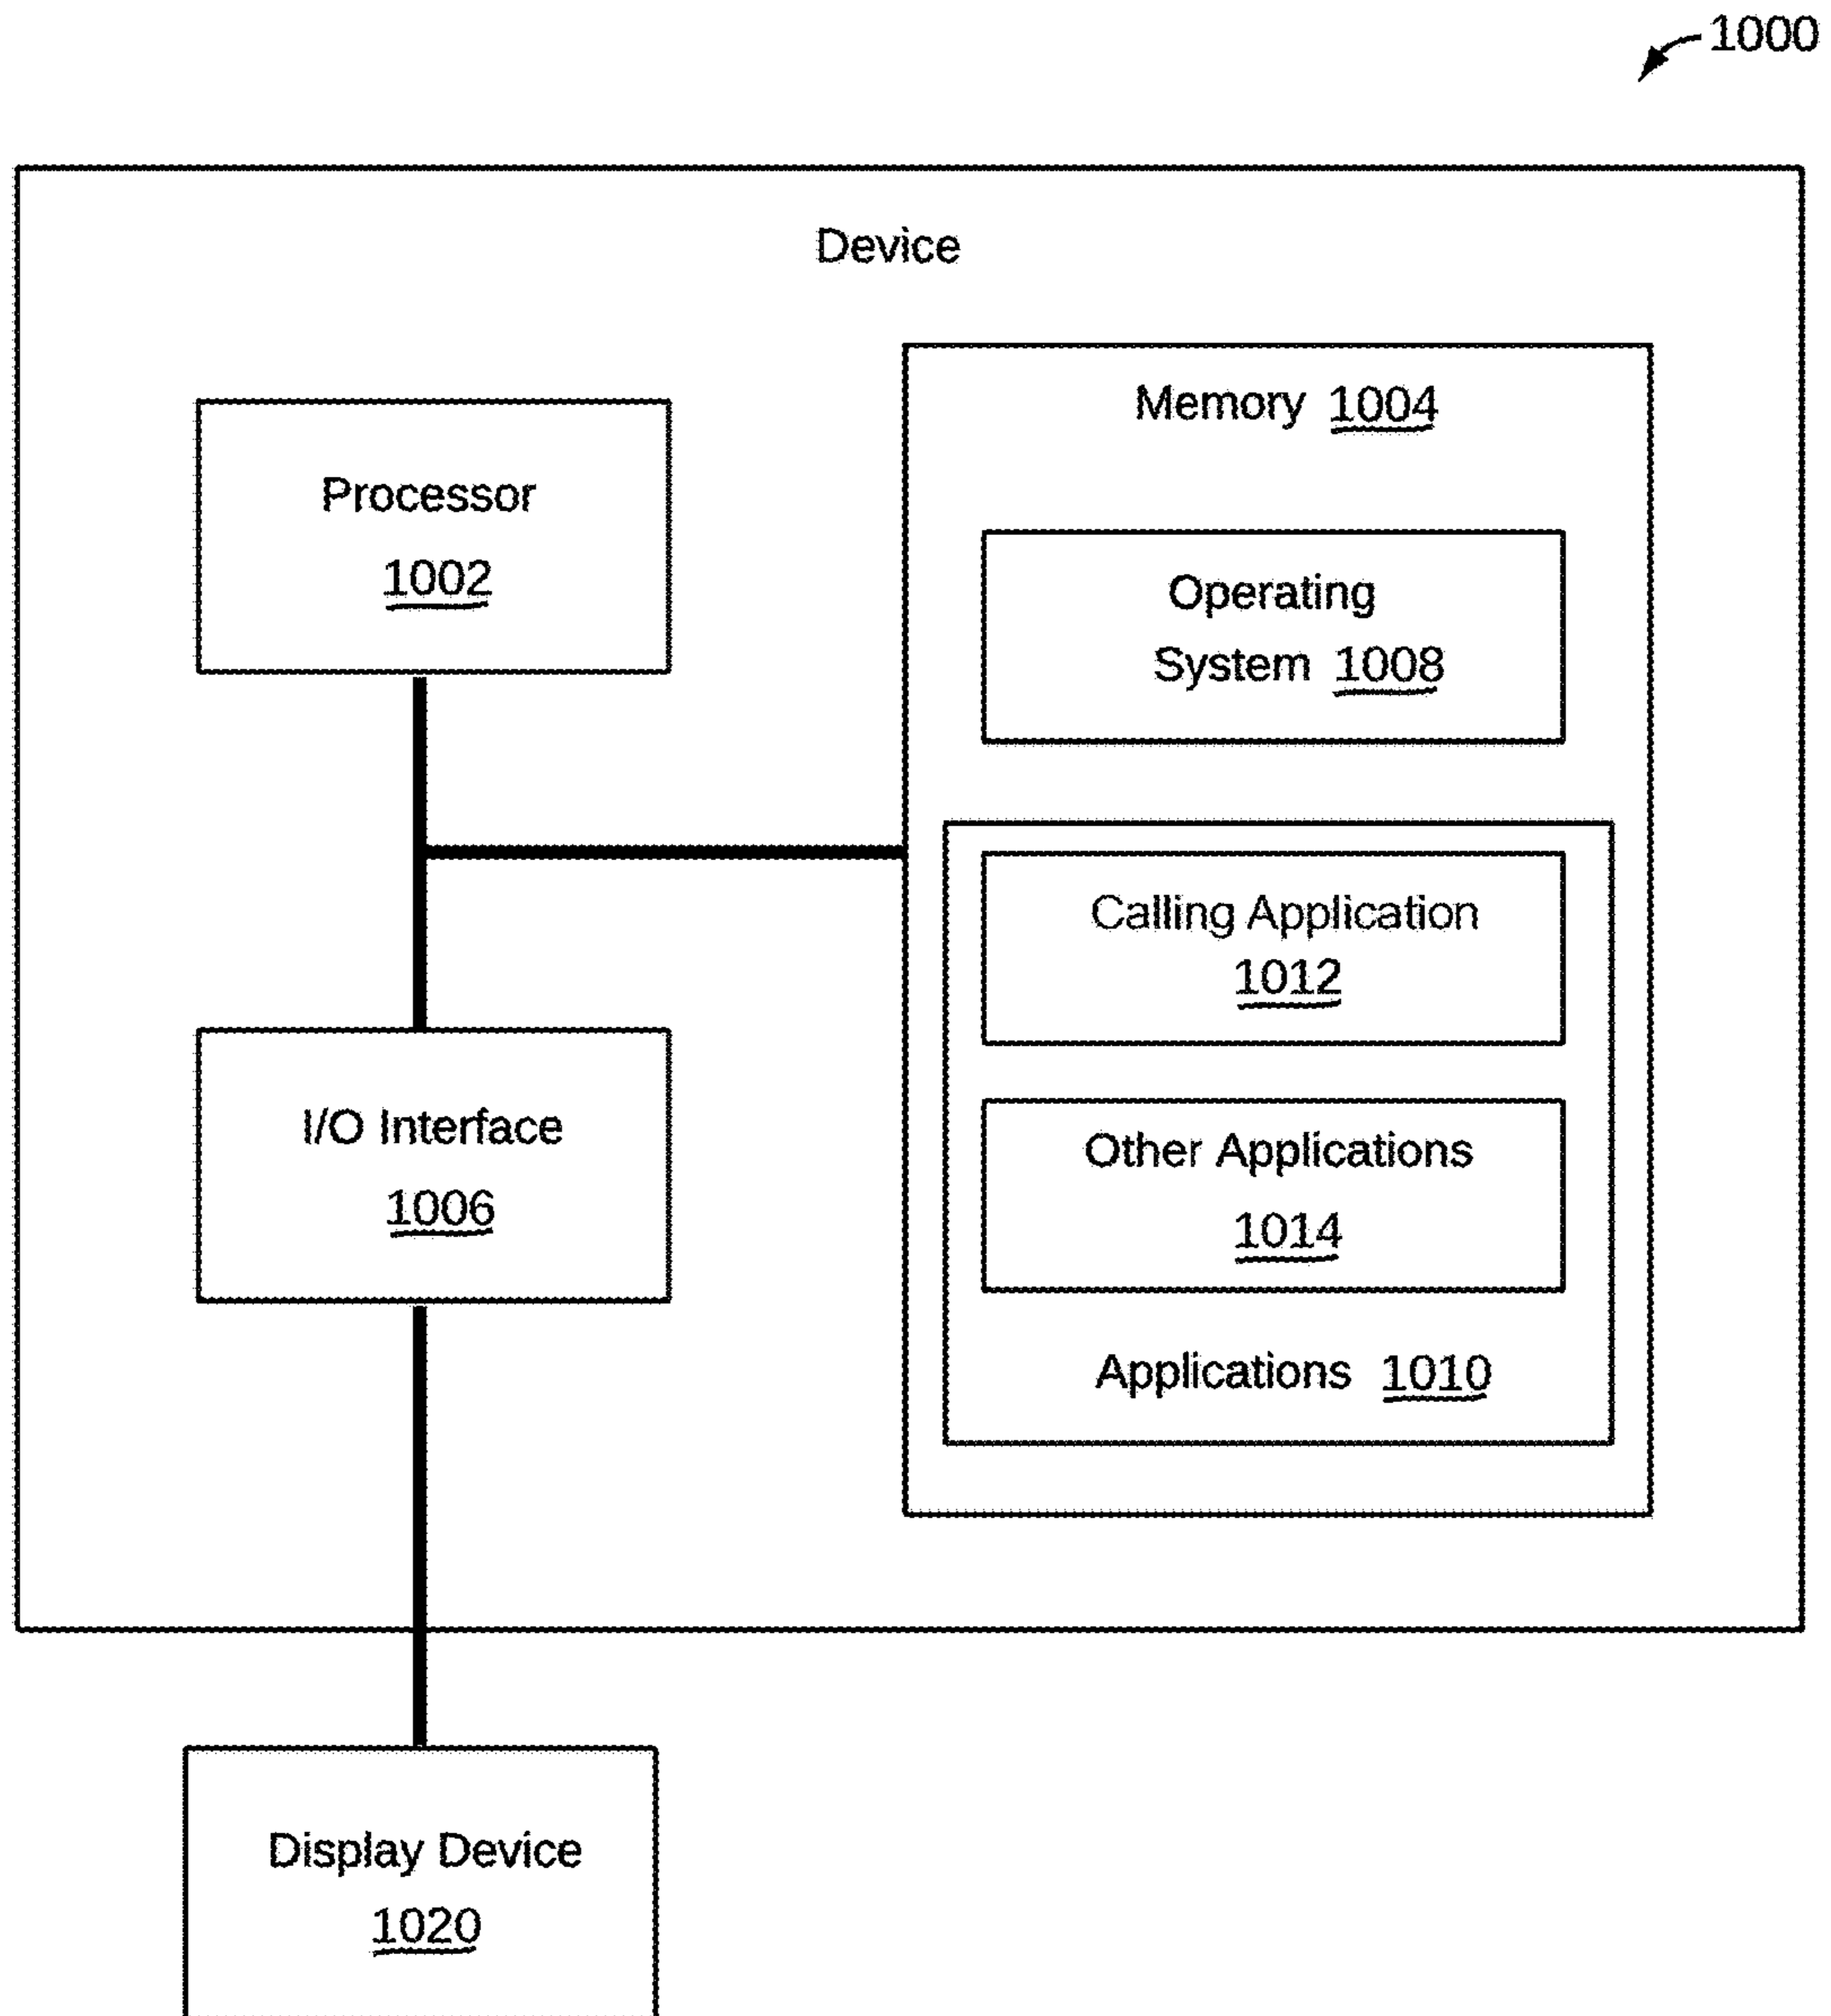 1000
Device
Processor
1002
Memory 1004
Operating
System 1008
Calling Application
1012
I/O Interface
1006
Other Applications
1014
Applications 1010
Display Device
1020